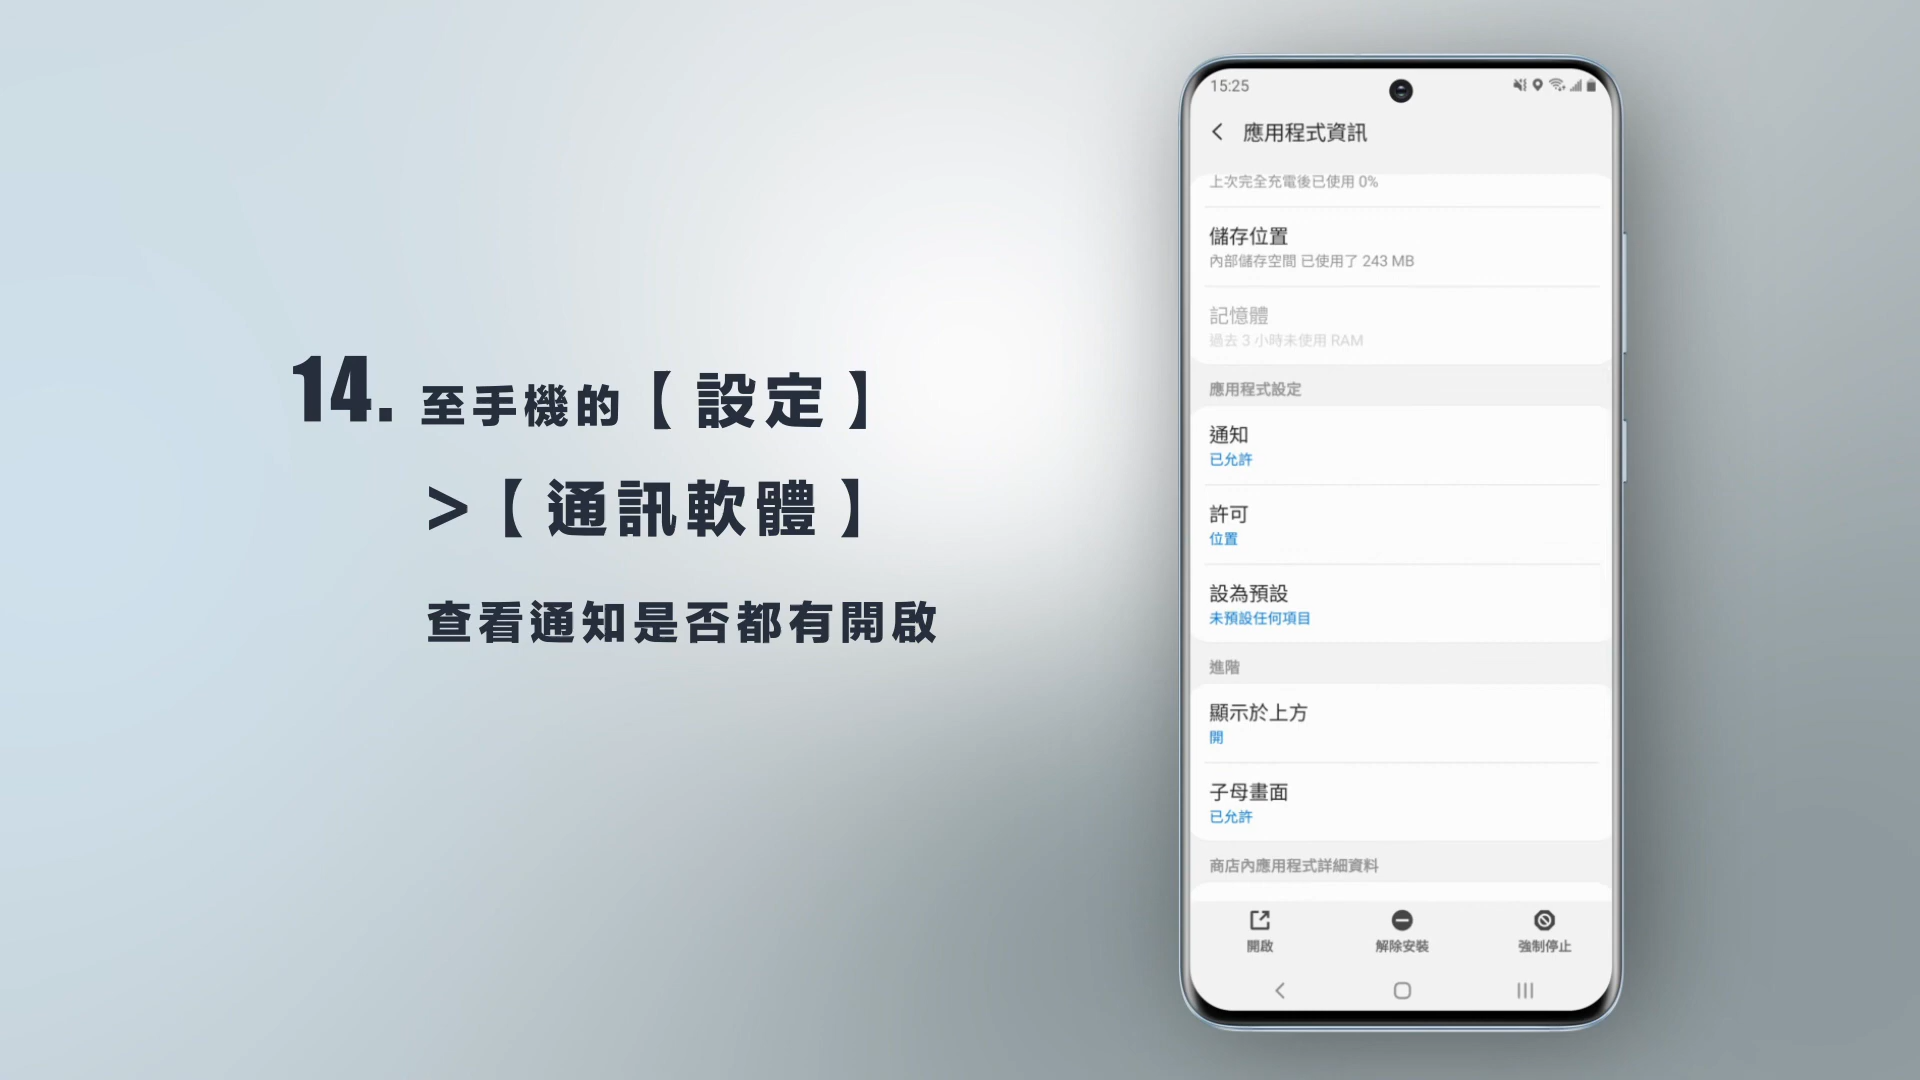 14. 至手機的【設定】
>【通訊軟體】
查看通知是否都有開啟
15:25
應用程式資訊
上次完全充電後已使用 0%
儲存位置
內部儲存空間 已使用了 243 MB
記憶體
過去 3 小時未使用 RAM
應用程式設定
通知
已允許
許可
位置
設為預設
未預設任何項目
進階
顯示於上方
開
子母畫面
已允許
商店內應用程式詳細資料
開啟
解除安裝
強制停止